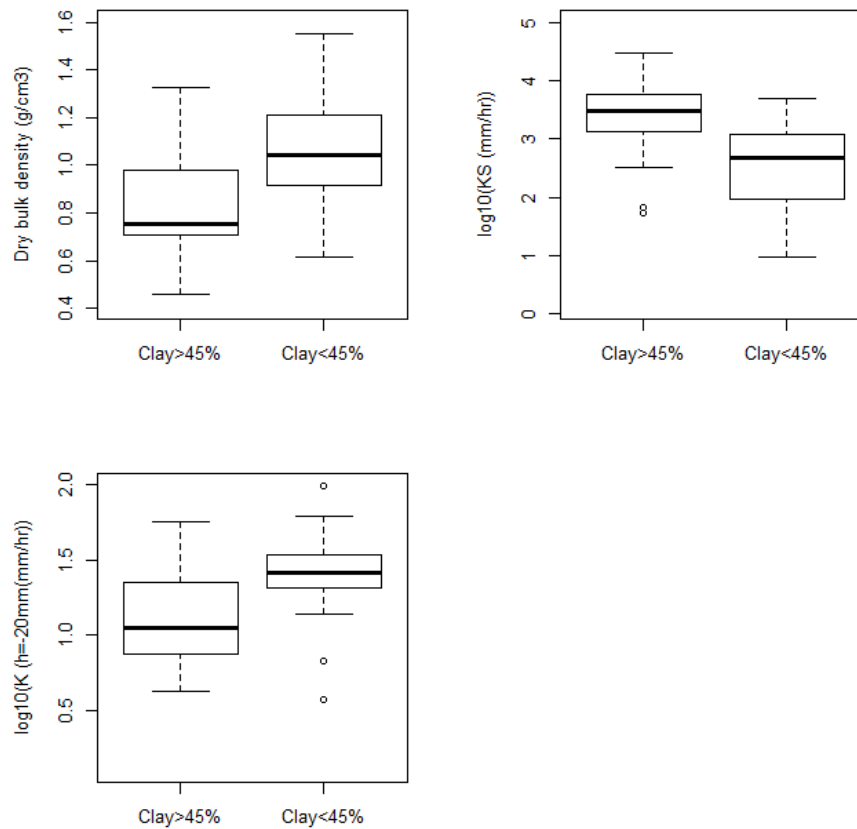 Dry bulk density (g/cm3)
1.6
1.4
1.2
1.0
0.8
0.6
0.4
Clay>45% Clay<45%
log10(KS (mm/hr))
5
4
3
2
1
0
Clay>45% Clay<45%
log10(K (h=-20mm(mm/hr))
2.0
1.5
1.0
0.5
Clay>45% Clay<45%